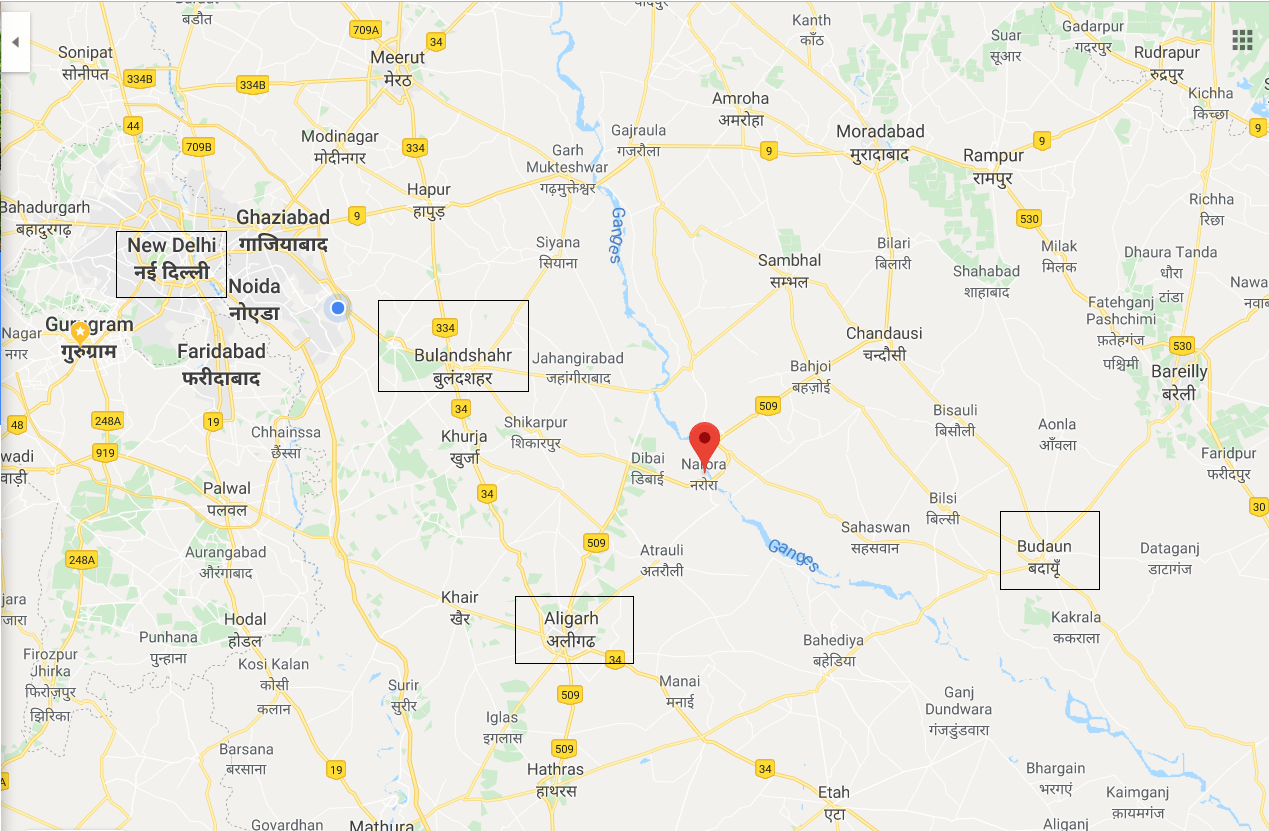 बडौत
709A
34
Kanth
काँठ
Gadarpur
गदरपुर
Suar
सूआर
Rudrapur
रुद्रपुर
Sonipat
सोनीपत
Meerut
मेरठ
334B
334B
Amroha
अमरोहा
Kichha
किच्छा
44
709B
Modinagar
मोदीनगर
334
Gajraula
गजरौला
9
Moradabad
मुरादाबाद
9
9
Garh
Mukteshwar
गढ़मुक्तेश्वर
Rampur
रामपुर
Hapur
हापुड़
Bahadurgarh
बहादुरगढ़
Ghaziabad
गाजियाबाद
9
Ganges
530
Richha
रिछा
New Delhi
नई दिल्ली
Siyana
सियाना
Sambhal
सम्भल
Bilari
बिलारी
Milak
मिलक
Dhaura Tanda
धौरा
टांडा
Shahabad
शाहाबाद
Noida
नोएडा
Fatehganj
Pashchimi
फ़तेहगंज
पश्चिमी
Nagar
नगर
Gurugram
गुरुग्राम
Faridabad
फरीदाबाद
334
Bulandshahr
बुलंदशहर
Jahangirabad
जहांगीराबाद
Chandausi
चन्दौसी
530
Bahjoi
बहज़ोई
Bareilly
बरेली
48
248A
19
34
509
Shikarpur
शिकारपुर
Bisauli
बिसौली
Aonla
आँवला
Chhainssa
छैंस्सा
Khurja
खुर्जा
919
Dibai
डिबाई
Narora
नरोरा
Faridpur
फरीदपुर
Palwal
पलवल
34
Bilsi
बिल्सी
30
Sahaswan
सहसवान
509
Ganges
Budaun
बदायूँ
Dataganj
डाटागंज
248A
Aurangabad
औरंगाबाद
Atrauli
अतरौली
Khair
खैर
Aligarh
अलीगढ
34
Hodal
होडल
Kakrala
ककराला
Punhana
पुन्हाना
Bahediya
बहेडिया
Firozpur
Jhirka
फिरोज़पुर
झिरिका
Kosi Kalan
कोसी
कलान
Surir
सुरीर
509
Manai
मनाई
Ganj
Dundwara
गंजडुंडवारा
Iglas
इगलास
Barsana
बरसाना
19
509
Hathras
हाथरस
34
Bhargain
भरगएं
Etah
एटा
Kaimganj
क़ायमगंज
Govardhan
Mathura
Aliganj